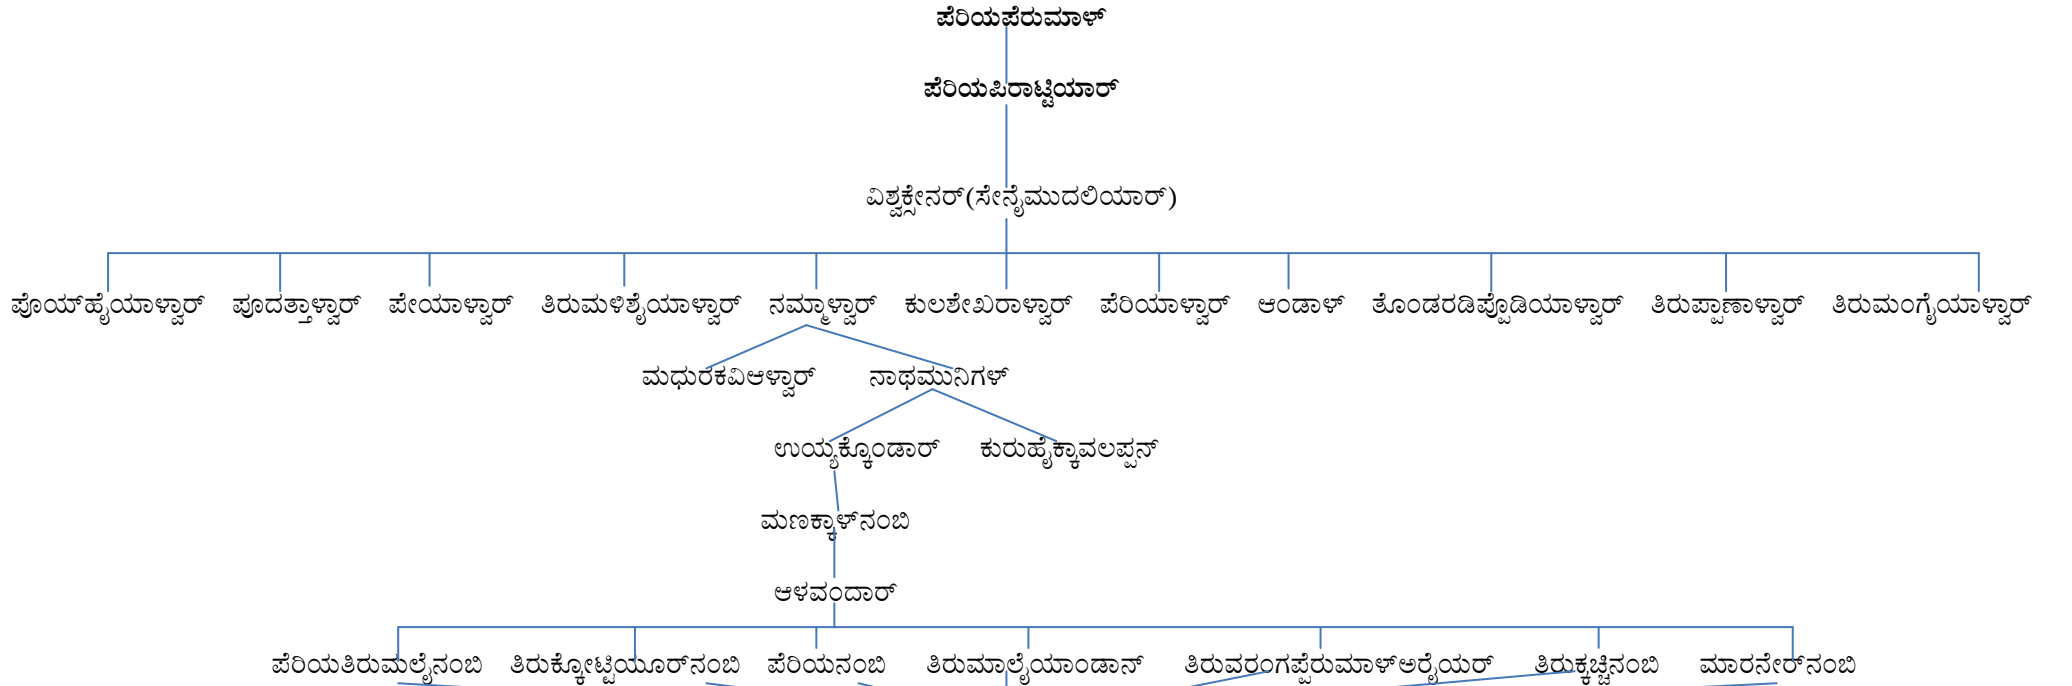 ಪೆರಿಯಪೆರುಮಾಳ್
ಪೆರಿಯಪಿರಾಟ್ಟಿಯಾರ್
ವಿಶ್ವಕ್ಸೇನರ್(ಸೇನೈಮುದಲಿಯಾರ್)
ಪೊಯ್‌ಹೈಯಾಳ್ವಾರ್ ಪೂದತ್ತಾಳ್ವಾರ್ ಪೇಯಾಳ್ವಾರ್ ತಿರುಮಳಿಶೈಯಾಳ್ವಾರ್ ನಮ್ಮಾಳ್ವಾರ್ ಕುಲಶೇಖರಾಳ್ವಾರ್ ಪೆರಿಯಾಳ್ವಾರ್ ಆಂಡಾಳ್ ತೊಂಡರಡಿಪ್ಪೊಡಿಯಾಳ್ವಾರ್ ತಿರುಪ್ಪಾಣಾಳ್ವಾರ್ ತಿರುಮಂಗೈಯಾಳ್ವಾರ್
ಮಧುರಕವಿಆಳ್ವಾರ್ ನಾಥಮುನಿಗಳ್
ಉಯ್ಯಕ್ಕೊಂಡಾರ್ ಕುರುಹೈಕ್ಕಾವಲಪ್ಪನ್
ಮಣಕ್ಕಾಳ್‌ನಂಬಿ
ಆಳವಂದಾರ್
ಪೆರಿಯತಿರುಮಲೈನಂಬಿ ತಿರುಕ್ಕೋಟ್ಟಿಯೂರ್‌ನಂಬಿ ಪೆರಿಯನಂಬಿ ತಿರುಮಾಲೈಯಾಂಡಾನ್ ತಿರುವರಂಗಪ್ಪೆರುಮಾಳ್‌ಅರೈಯರ್ ತಿರುಕ್ಕಚ್ಚಿನಂಬಿ ಮಾರನೇರ್‌ನಂಬಿ